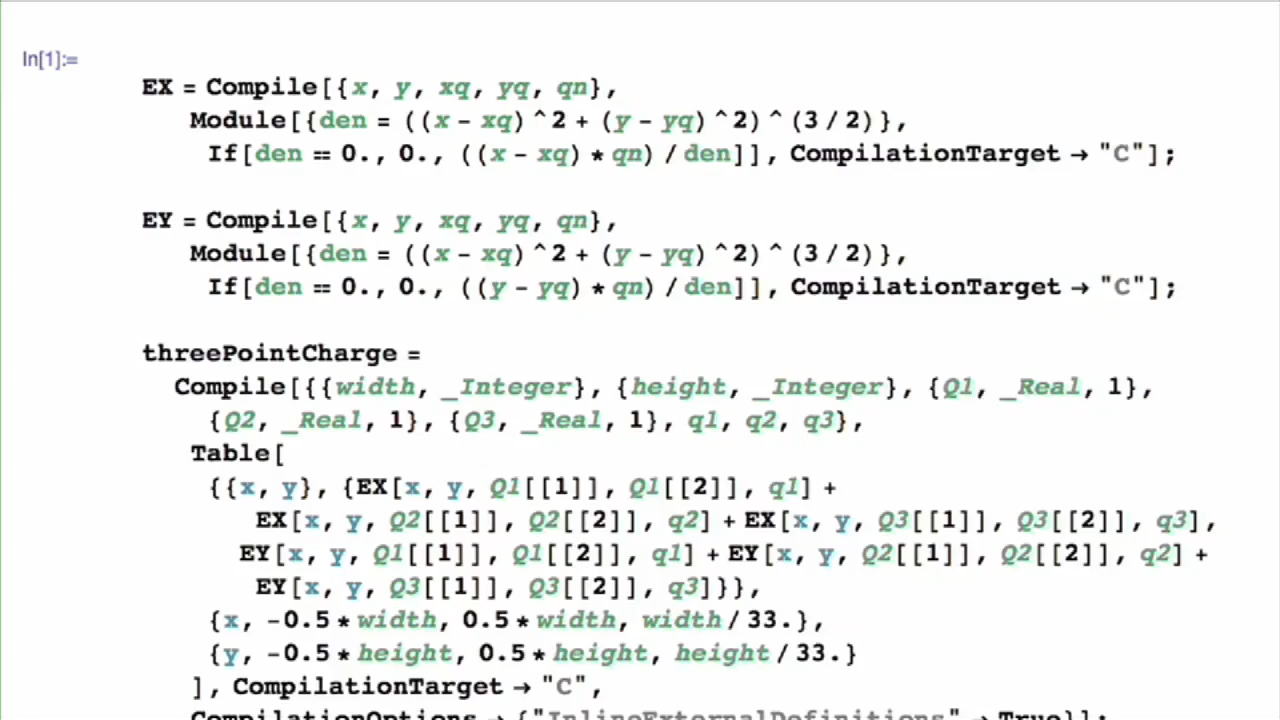 In[1]:=
EX = Compile[{x, y, xq, yq, qn},
Module[{den = ((x - xq)^2 + (y - yq)^2)^(3/2)},
If[den == 0., 0., ((x - xq) * qn) / den]], CompilationTarget → "C"];
EY = Compile[{x, y, xq, yq, qn},
Module[{den = ((x - xq)^2 + (y - yq)^2)^(3/2)},
If[den == 0., 0., ((y - yq) * qn) / den]], CompilationTarget → "C"];
threePointCharge =
Compile[{{width, _Integer}, {height, _Integer}, {Q1, _Real, 1},
{Q2, _Real, 1}, {Q3, _Real, 1}, q1, q2, q3},
Table[
{{x, y}, {EX[x, y, Q1[[1]], Q1[[2]], q1] +
EX[x, y, Q2[[1]], Q2[[2]], q2] + EX[x, y, Q3[[1]], Q3[[2]], q3],
EY[x, y, Q1[[1]], Q1[[2]], q1] + EY[x, y, Q2[[1]], Q2[[2]], q2] +
EY[x, y, Q3[[1]], Q3[[2]], q3]}},
{x, -0.5 * width, 0.5 * width, width / 33.},
{y, -0.5 * height, 0.5 * height, height / 33.}
], CompilationTarget → "C",
CompilationOptions → {"InlineExternalDefinitions" → True}];